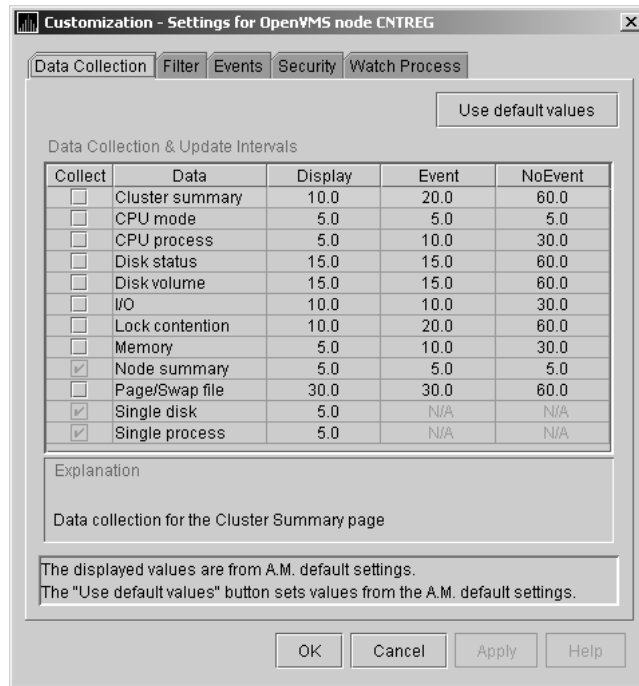 Customization - Settings for OpenVMS node CNTREG
Data Collection Filter Events Security Watch Process
Use default values
Data Collection & Update Intervals
Collect Data Display Event NoEvent
Cluster summary 10.0 20.0 60.0
CPU mode 5.0 5.0 5.0
CPU process 5.0 10.0 30.0
Disk status 15.0 15.0 60.0
Disk volume 15.0 15.0 60.0
I/O 10.0 10.0 30.0
Lock contention 10.0 20.0 60.0
Memory 5.0 10.0 30.0
Node summary 5.0 5.0 5.0
Page/Swap file 30.0 30.0 60.0
Single disk 5.0 N/A N/A
Single process 5.0 N/A N/A
Explanation
Data collection for the Cluster Summary page
The displayed values are from A.M. default settings.
The "Use default values" button sets values from the A.M. default settings.
OK Cancel Apply Help